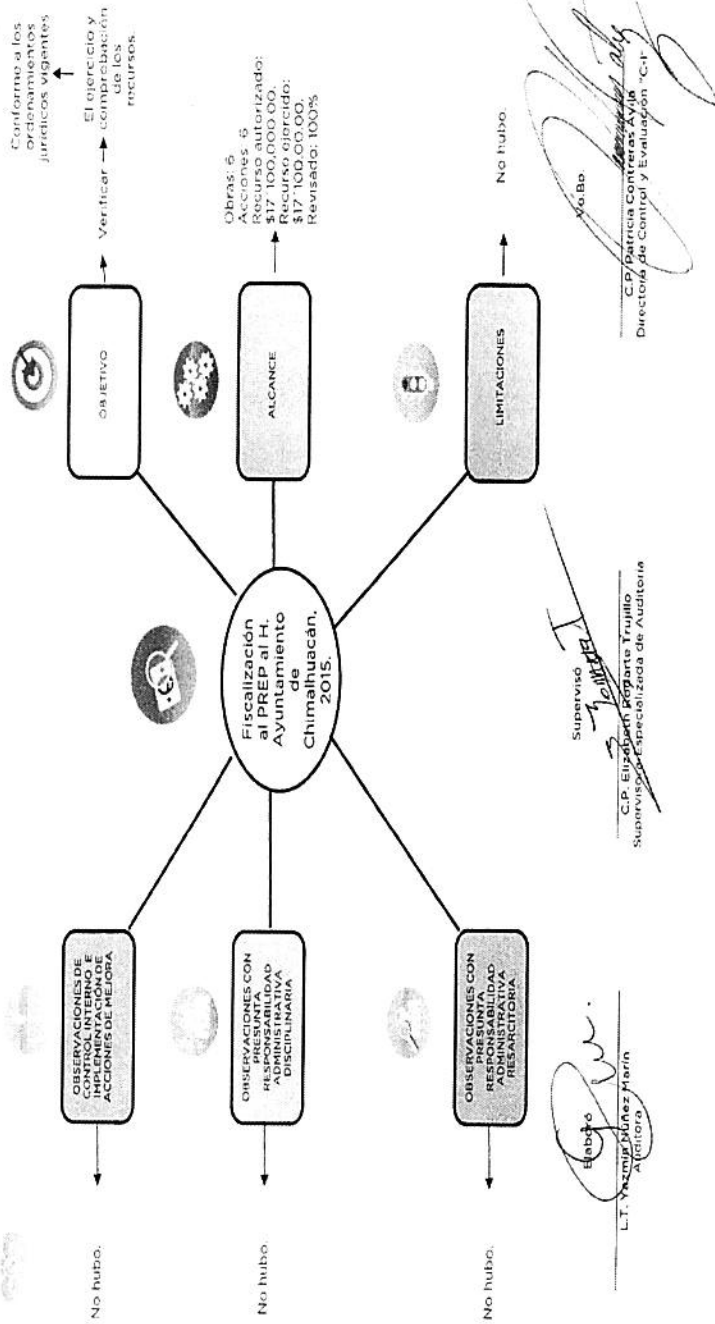 Fiscalización
al PREP al H.
Ayuntamiento
de
Chimalhuacán,
2015.
OBJETIVO
Verificar
El ejercicio y
comprobación
de los
recursos.
Conforme a los
ordenamientos
jurídicos vigentes
ALCANCE
Obras: 6
Acciones 6
Recurso autorizado:
$17'100,000.00.
Recurso ejercido:
$17'100,00.00.
Revisado: 100%
LIMITACIONES
No hubo.
OBSERVACIONES DE
CONTROL INTERNO E
IMPLEMENTACIÓN DE
ACCIONES DE MEJORA
No hubo.
OBSERVACIONES CON
PRESUNTA
RESPONSABILIDAD
ADMINISTRATIVA
DISCIPLINARIA
No hubo.
OBSERVACIONES CON
PRESUNTA
RESPONSABILIDAD
ADMINISTRATIVA
RESARCITORIA
No hubo.
Elaboró
L.T. Yazmin Núñez Marín
Auditora
Supervisó
C.P. Elizabeth Trujillo
Supervisora Especializada de Auditoría
Vo.Bo.
C.P. Patricia Contreras Ávila
Directora de Control y Evaluación "C-I"